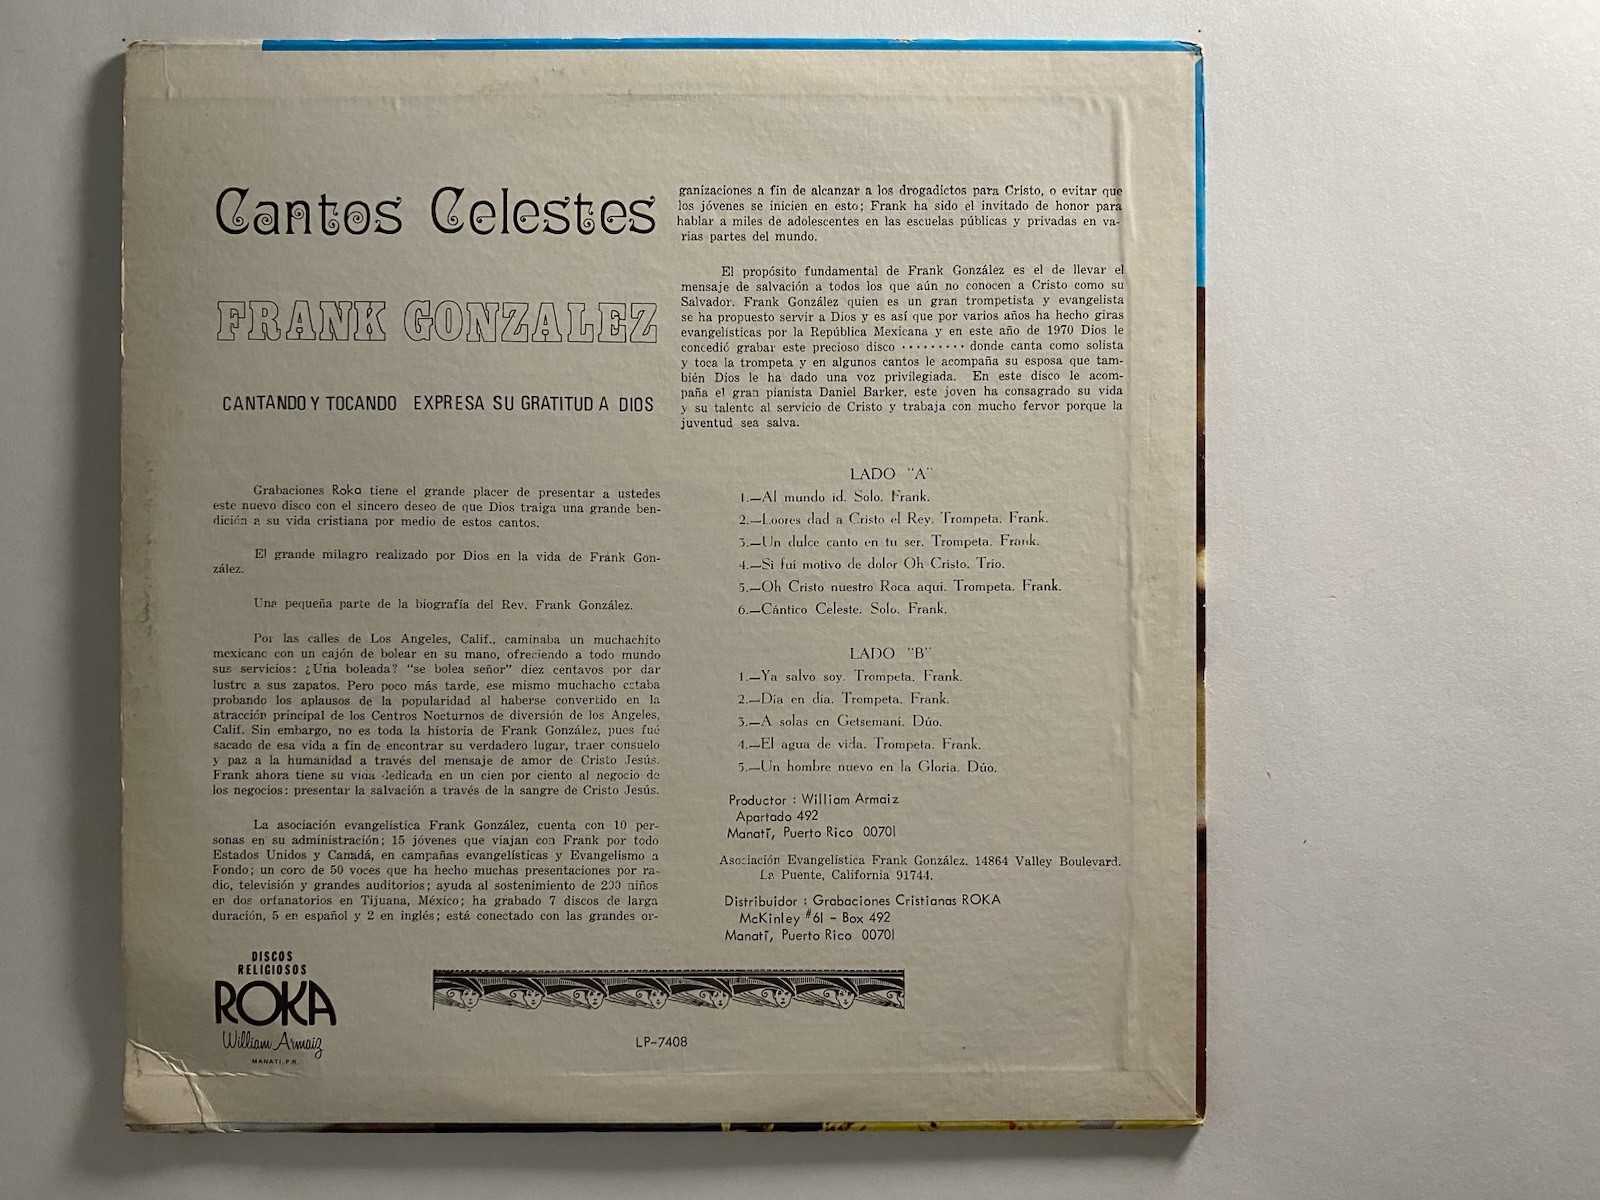 Cantos Celestes
FRANK GONZALEZ
CANTANDO Y TOCANDO EXPRESA SU GRATITUD A DIOS
Grabaciones Roka tiene el grande placer de presentar a ustedes
este nuevo disco con el sincero deseo de que Dios traiga una grande ben-
dición a su vida cristiana por medio de estos cantos.
El grande milagro realizado por Dios en la vida de Frank Gon-
zález.
Una pequeña parte de la biografía del Rev. Frank González.
Por las calles de Los Angeles, Calif., caminaba un muchachito
mexicano con un cajón de bolear en su mano, ofreciendo a todo mundo
sus servicios: ¿Una boleada? "se bolea señor" diez centavos por dar
lustre a sus zapatos. Pero poco más tarde, ese mismo muchacho estaba
probando los aplausos de la popularidad al haberse convertido en la
atracción principal de los Centros Nocturnos de diversión de los Angeles,
Calif. Sin embargo, no es toda la historia de Frank González, pues fué
sacado de esa vida a fin de encontrar su verdadero lugar, traer consuelo
y paz a la humanidad a través del mensaje de amor de Cristo Jesús.
Frank ahora tiene su vida dedicada en un cien por ciento al negocio de
los negocios: presentar la salvación a través de la sangre de Cristo Jesús.
La asociación evangelística Frank González, cuenta con 10 per-
sonas en su administración; 15 jóvenes que viajan con Frank por todo
Estados Unidos y Canadá, en campañas evangelísticas y Evangelismo a
Fondo; un coro de 50 voces que ha hecho muchas presentaciones por ra-
dio, televisión y grandes auditorios; ayuda al sostenimiento de 200 niños
en dos orfanatorios en Tijuana, México; ha grabado 7 discos de larga
duración, 5 en español y 2 en inglés; está conectado con las grandes or-
ganizaciones a fin de alcanzar a los drogadictos para Cristo, o evitar que
los jóvenes se inicien en esto; Frank ha sido el invitado de honor para
hablar a miles de adolescentes en las escuelas públicas y privadas en va-
rias partes del mundo.
El propósito fundamental de Frank González es el de llevar el
mensaje de salvación a todos los que aún no conocen a Cristo como su
Salvador. Frank González quien es un gran trompetista y evangelista
se ha propuesto servir a Dios y es así que por varios años ha hecho giras
evangelísticas por la República Mexicana y en este año de 1970 Dios le
concedió grabar este precioso disco ......... donde canta como solista
y toca la trompeta y en algunos cantos le acompaña su esposa que tam-
bién Dios le ha dado una voz privilegiada. En este disco le acom-
paña el gran pianista Daniel Barker, este joven ha consagrado su vida
y su talento al servicio de Cristo y trabaja con mucho fervor porque la
juventud sea salva.
LADO "A"
1.—Al mundo id. Solo. Frank.
2.—Loores dad a Cristo el Rey. Trompeta. Frank.
3.—Un dulce canto en tu ser. Trompeta. Frank.
4.—Si fuí motivo de dolor Oh Cristo. Trío.
5.—Oh Cristo nuestro Roca aquí. Trompeta. Frank.
6.—Cántico Celeste. Solo. Frank.
LADO "B"
1.—Ya salvo soy. Trompeta. Frank.
2.—Día en día. Trompeta. Frank.
3.—A solas en Getsemaní. Dúo.
4.—El agua de vida. Trompeta. Frank.
5.—Un hombre nuevo en la Gloria. Dúo.
Productor : William Armaiz
Apartado 492
Manatí, Puerto Rico 00701
Asociación Evangelística Frank González. 14864 Valley Boulevard.
La Puente, California 91744.
Distribuidor : Grabaciones Cristianas ROKA
McKinley #61 - Box 492
Manatí, Puerto Rico 00701
DISCOS
RELIGIOSOS
ROKA
William Armaiz
MANATI, P.R.
LP-7408